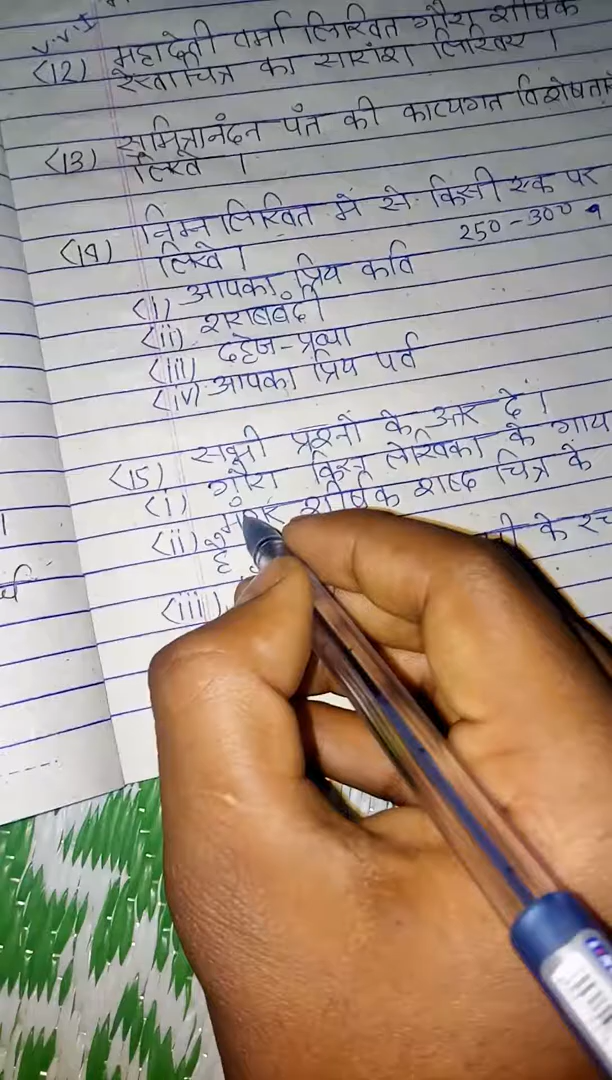 V.V.I
(12) महादेवी वर्मा लिखित गौरा शीर्षक
रेखाचित्र का सारांश लिखिए ।
(13) सुमित्रानंदन पंत की काव्यगत विशेषताएँ
लिखे ।
(14) निम्नलिखित में से किसी एक पर
लिखे । 250-300
(i) आपका प्रिय कवि
(ii) शराबबंदी
(iii) दहेज-प्रथा
(iv) आपका प्रिय पर्व
(15) सभी प्रश्नों के उत्तर दें ।
(i) गौरा किस लेखिका के गाय
(ii) शीर्षक शब्द चित्र के
है के
(iii)